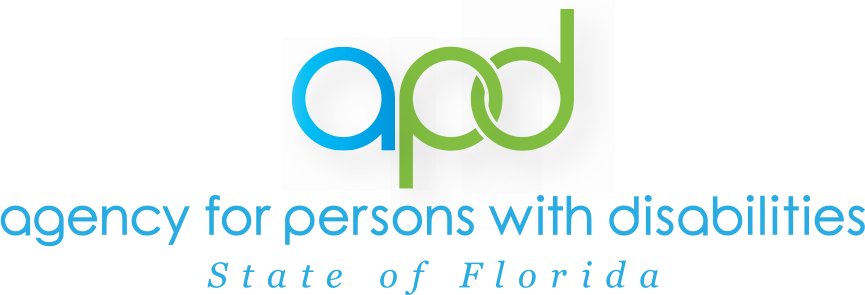 apd
agency for persons with disabilities
State of Florida